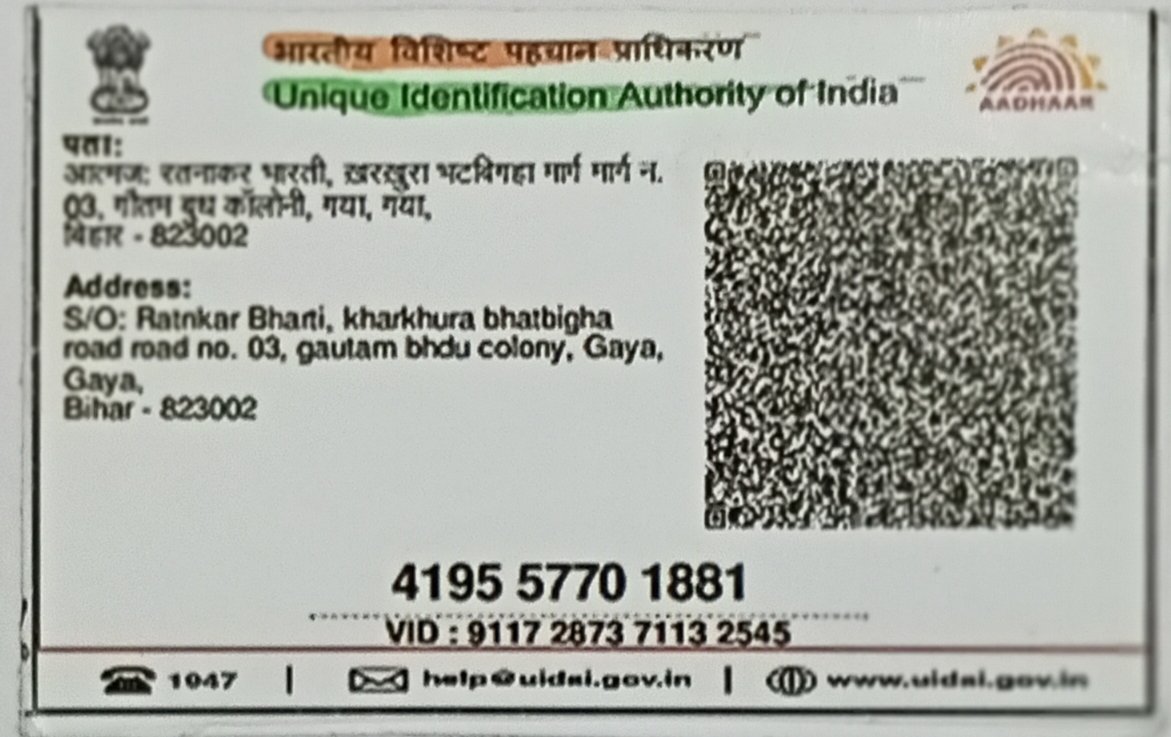 भारतीय विशिष्ट पहचान प्राधिकरण
Unique Identification Authority of India
AADHAAR
पता:
आत्मज: रतनाकर भारती, ख़रख़ुरा भटबिगहा मार्ग मार्ग न.
03, गौतम बुध कॉलोनी, गया, गया,
बिहार - 823002
Address:
S/O: Ratnkar Bharti, kharkhura bhatbigha
road road no. 03, gautam bhdu colony, Gaya,
Gaya,
Bihar - 823002
4195 5770 1881
VID : 9117 2873 7113 2545
1947 | help@uidai.gov.in | www.uidai.gov.in